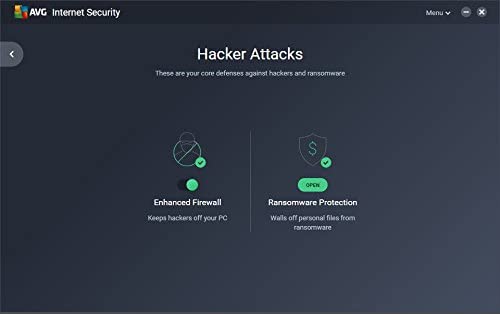 AVG Internet Security
Menu
Hacker Attacks
These are your core defenses against hackers and ransomware
$
OPEN
Enhanced Firewall
Ransomware Protection
Keeps hackers off your PC
Walls off personal files from
ransomware